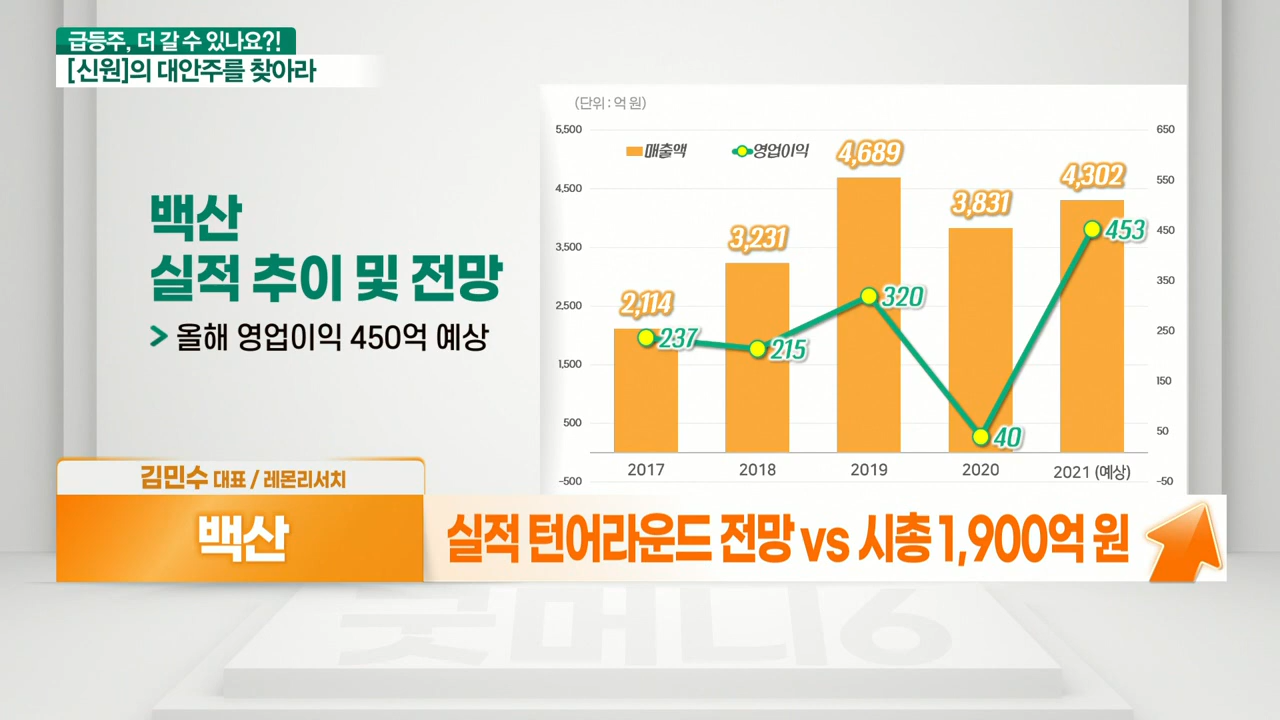 급등주, 더 갈 수 있나요?!
[신원]의 대안주를 찾아라
백산
실적 추이 및 전망
> 올해 영업이익 450억 예상
(단위 : 억 원)
매출액
영업이익
5,500
4,500
3,500
2,500
1,500
500
-500
650
550
450
350
250
150
50
-50
2,114
3,231
4,689
3,831
4,302
237
215
320
40
453
2017
2018
2019
2020
2021 (예상)
김민수 대표 / 레몬리서치
백산
실적 턴어라운드 전망 vs 시총 1,900억 원
굿머니6